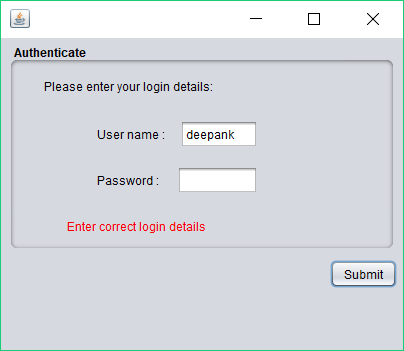 Authenticate
Please enter your login details:
User name : deepank
Password :
Enter correct login details
Submit